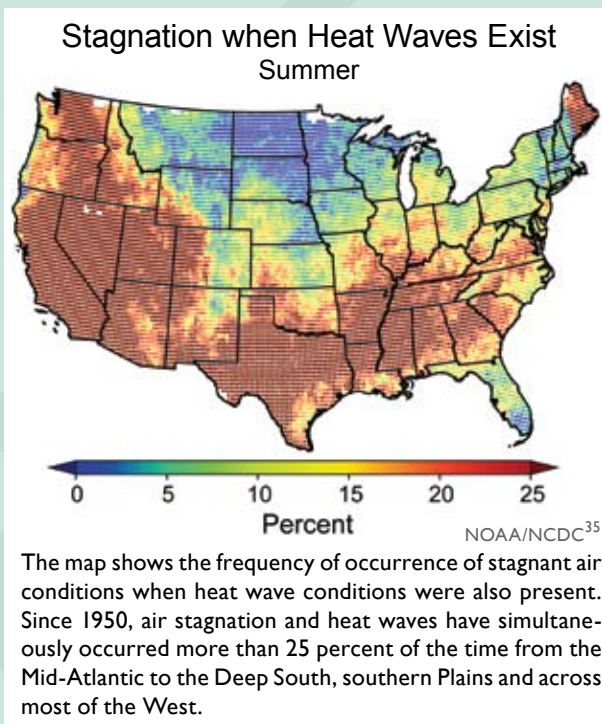 Stagnation when Heat Waves Exist
Summer
0 5 10 15 20 25
Percent
NOAA/NCDC35
The map shows the frequency of occurrence of stagnant air
conditions when heat wave conditions were also present.
Since 1950, air stagnation and heat waves have simultane-
ously occurred more than 25 percent of the time from the
Mid-Atlantic to the Deep South, southern Plains and across
most of the West.